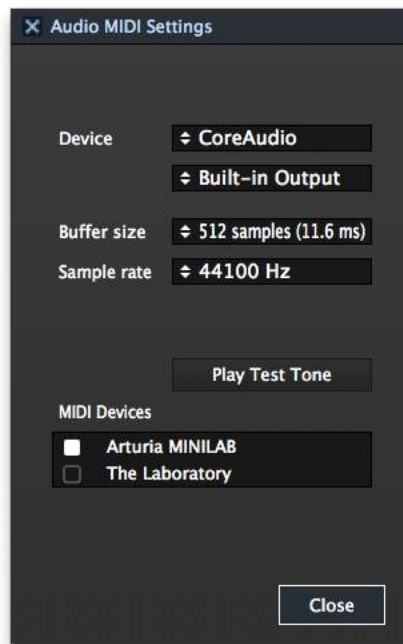 Audio MIDI Settings
Device
CoreAudio
Built-in Output
Buffer size
512 samples (11.6 ms)
Sample rate
44100 Hz
Play Test Tone
MIDI Devices
Arturia MINILAB
The Laboratory
Close